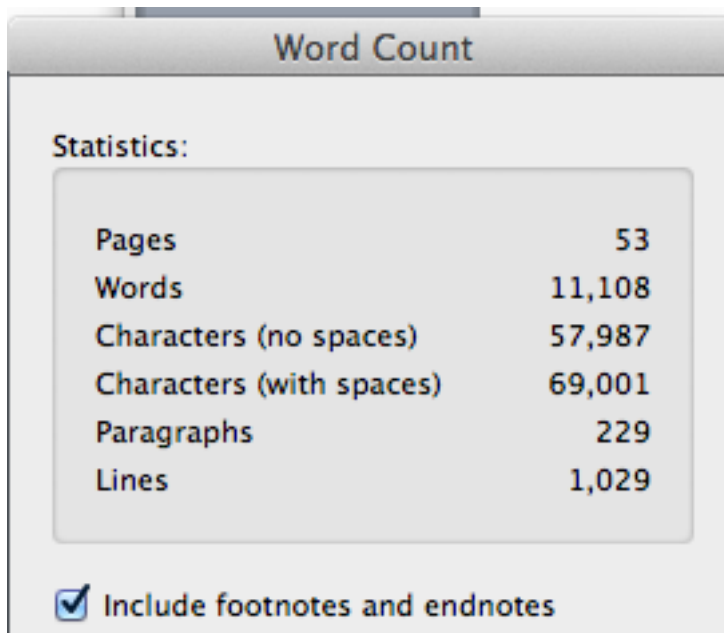 Word Count
Statistics:
Pages 53
Words 11,108
Characters (no spaces) 57,987
Characters (with spaces) 69,001
Paragraphs 229
Lines 1,029
Include footnotes and endnotes